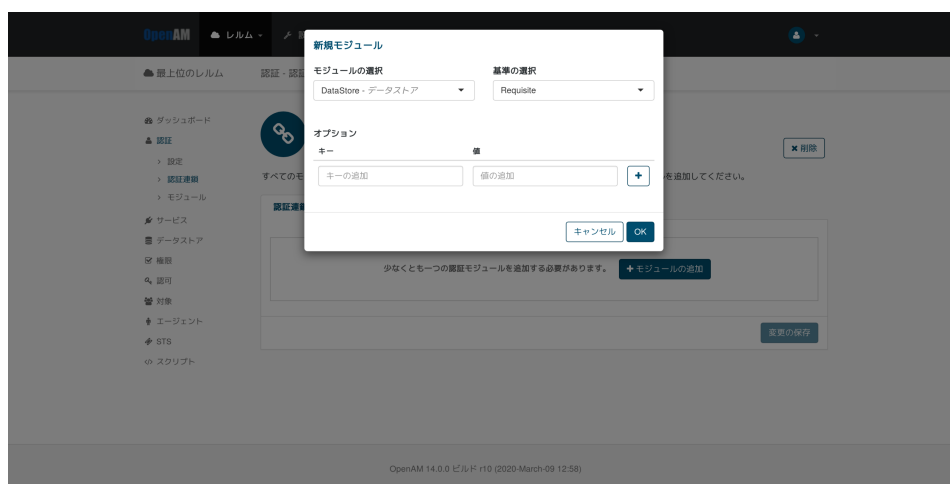 OpenAM レルム
新規モジュール
最上位のレルム 認証 - 認証
モジュールの選択 基準の選択
DataStore - データストア Requisite
ダッシュボード
認証
設定
認証連鎖
モジュール
サービス
データストア
権限
認可
対象
エージェント
STS
スクリプト
オプション
キー 値
キーの追加 値の追加 +
キャンセル OK
削除
すべてのモ を追加してください。
認証連鎖
少なくとも一つの認証モジュールを追加する必要があります。 +モジュールの追加
変更の保存
OpenAM 14.0.0 ビルド r10 (2020-March-09 12:58)